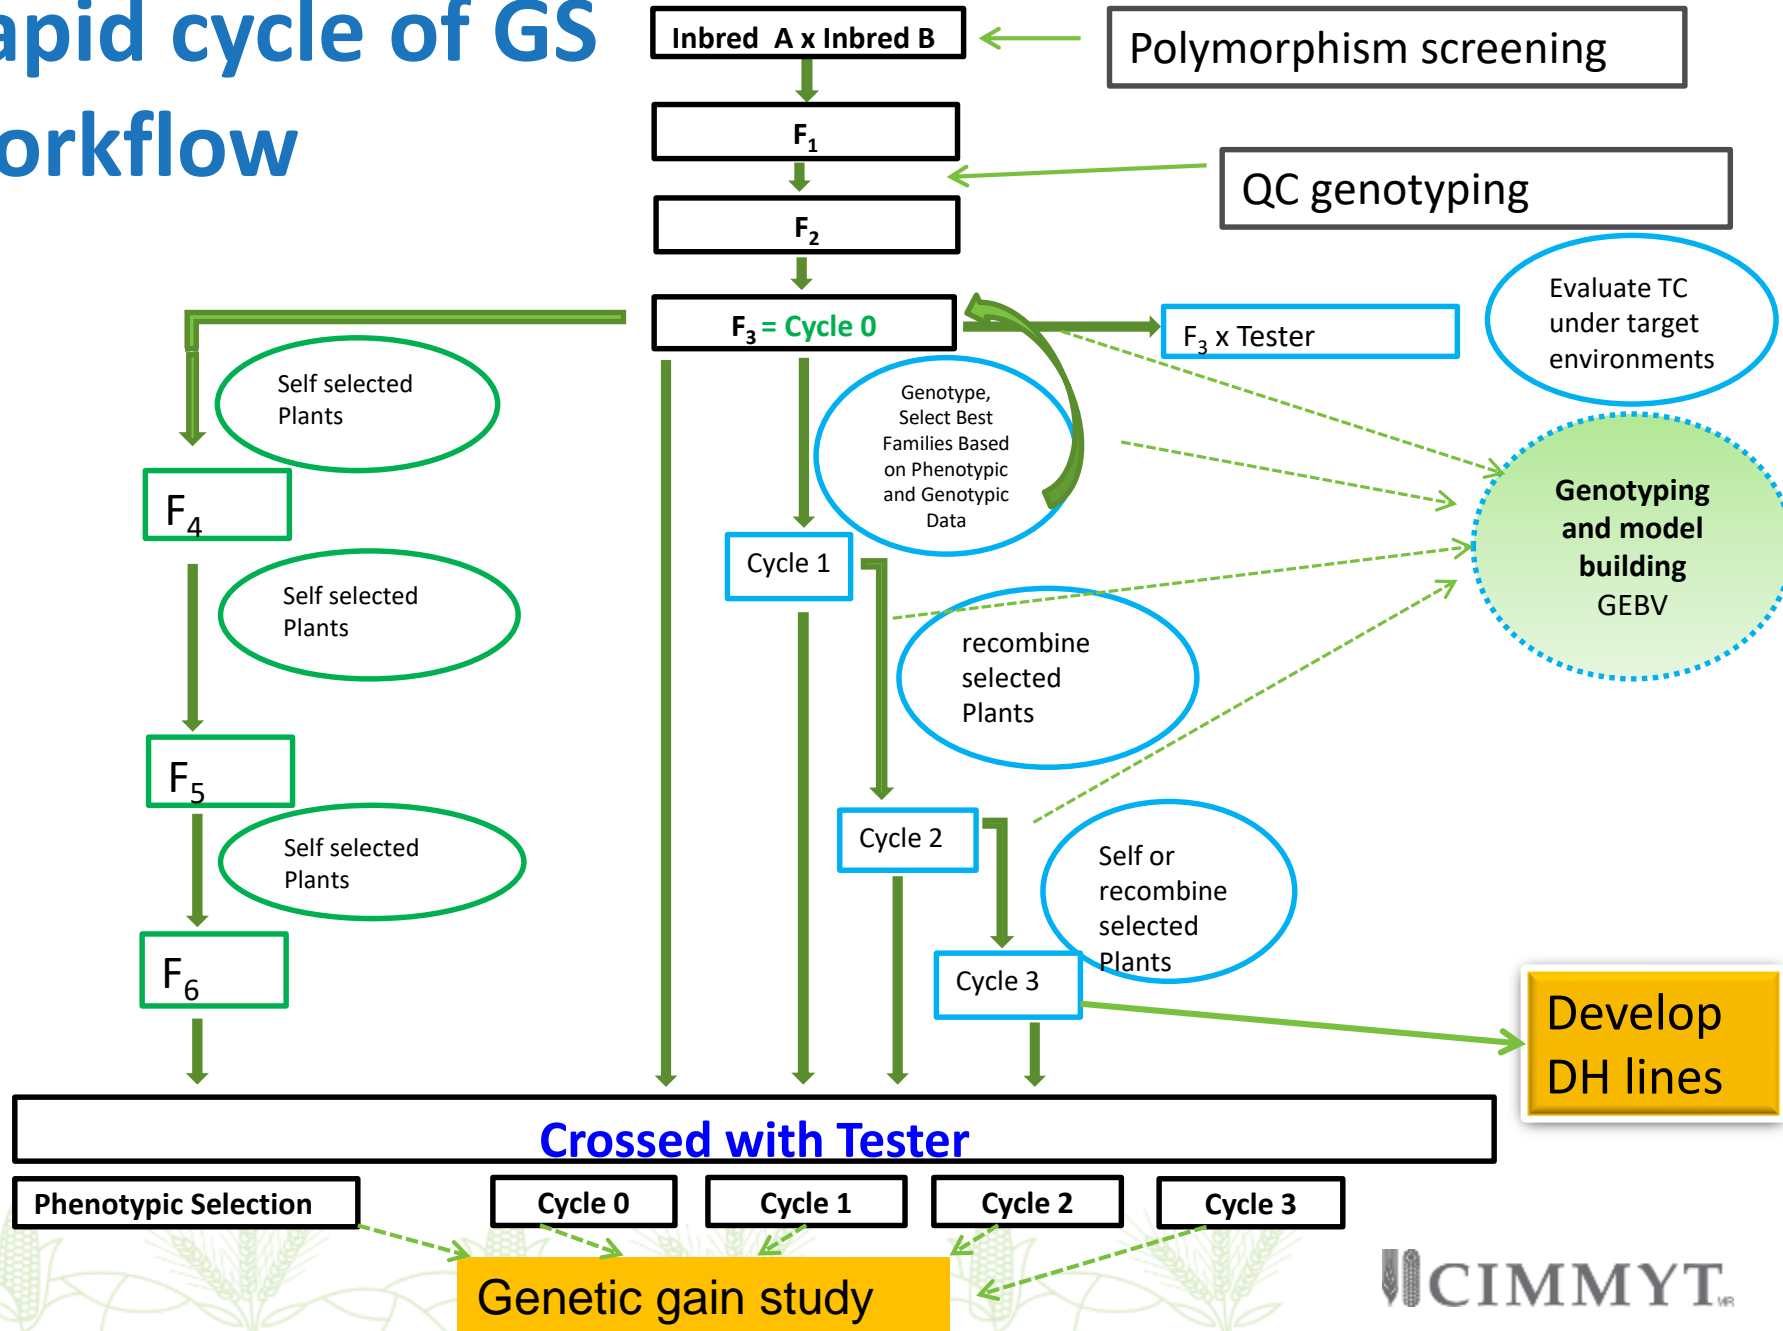 apid cycle of GS
orkflow
Inbred A x Inbred B
Polymorphism screening
F1
QC genotyping
F2
F3 = Cycle 0
F3 x Tester
Evaluate TC
under target
environments
Self selected
Plants
Genotype,
Select Best
Families Based
on Phenotypic
and Genotypic
Data
Genotyping
and model
building
GEBV
F4
Cycle 1
Self selected
Plants
recombine
selected
Plants
F5
Cycle 2
Self selected
Plants
Self or
recombine
selected
Plants
F6
Cycle 3
Develop
DH lines
Crossed with Tester
Phenotypic Selection
Cycle 0
Cycle 1
Cycle 2
Cycle 3
Genetic gain study
CIMMYT